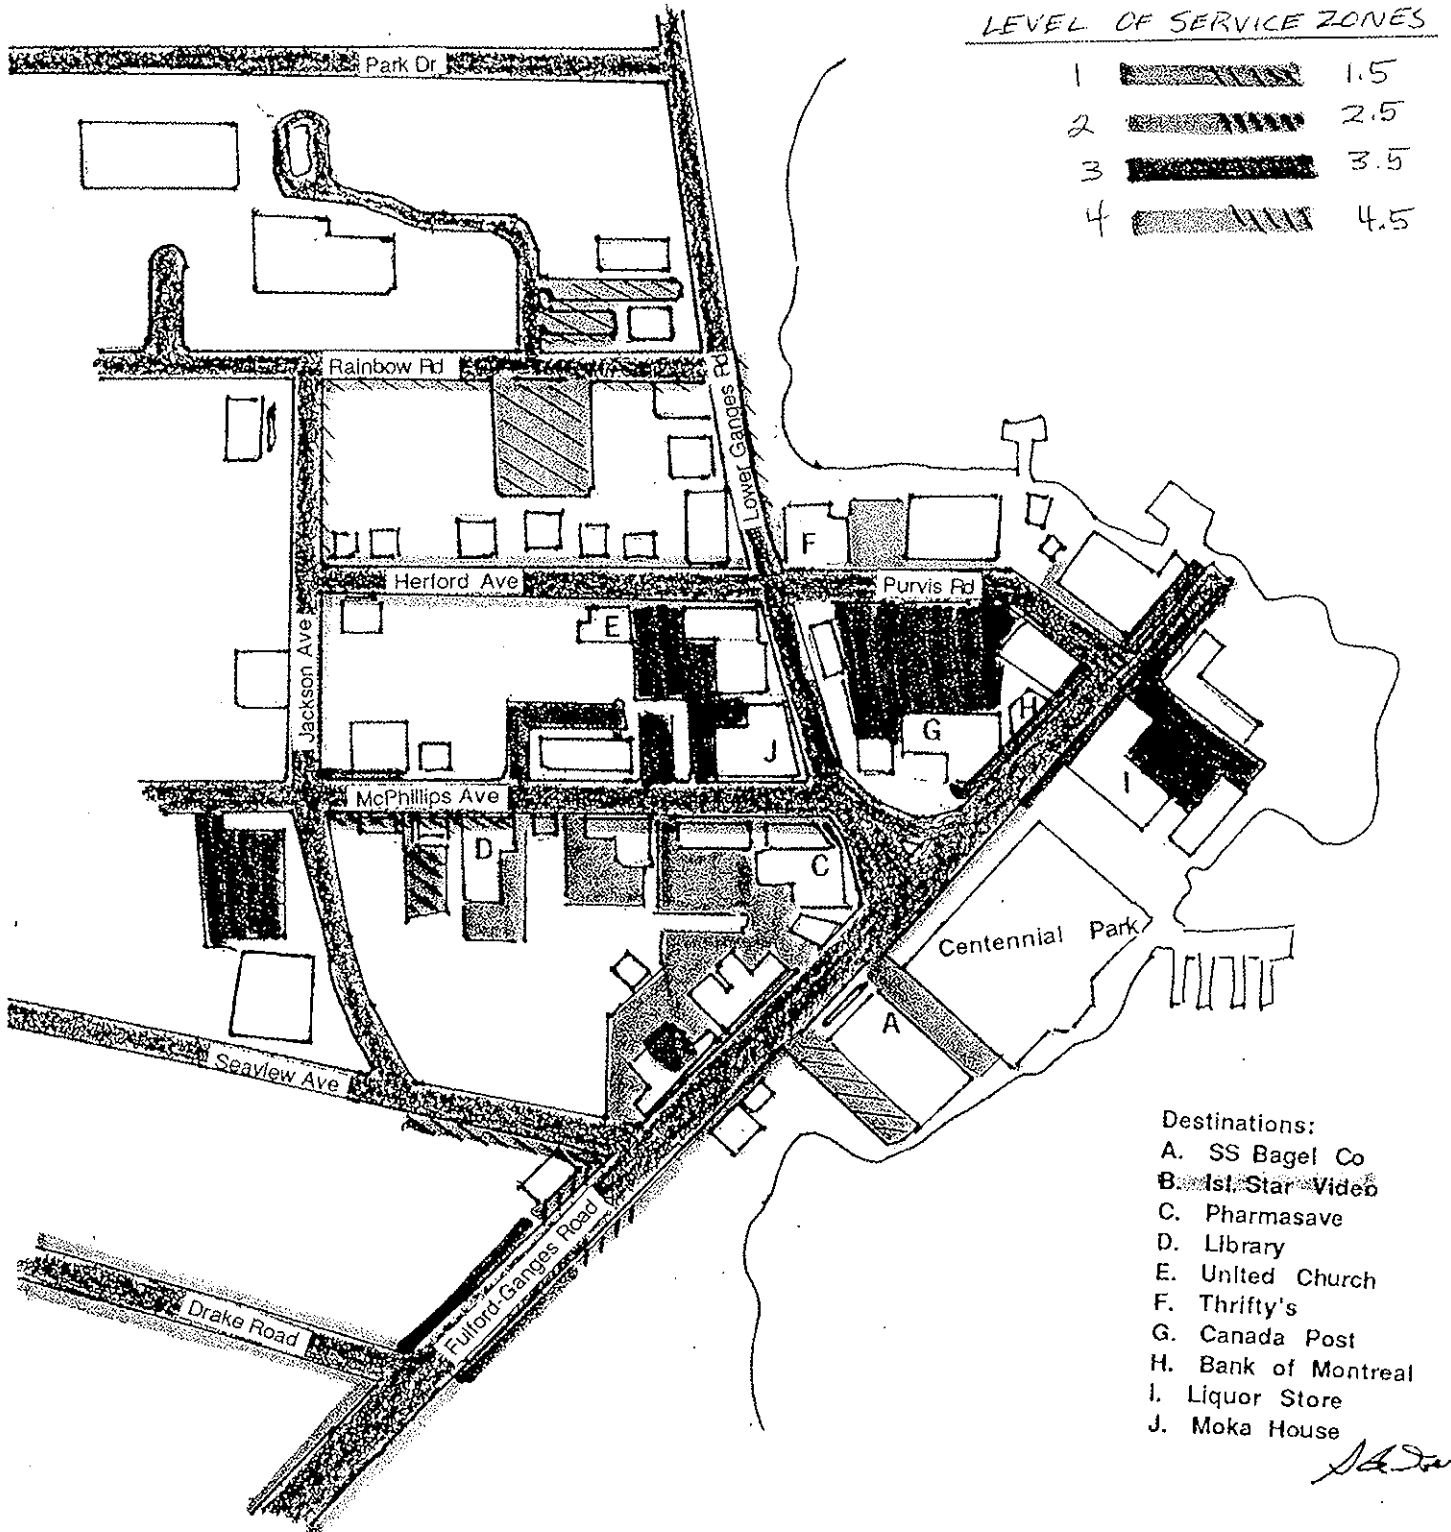 LEVEL OF SERVICE ZONES
1 1.5
2 2.5
3 3.5
4 4.5
Park Dr
Rainbow Rd
Lower Ganges Rd
F
Herford Ave
Purvis Rd
E
Jackson Ave
H
G
J
I
McPhillips Ave
D
C
Centennial Park
A
Seaview Ave
Fulford-Ganges Road
Drake Road
Destinations:
A. SS Bagel Co
B. Isl. Star Video
C. Pharmasave
D. Library
E. United Church
F. Thrifty's
G. Canada Post
H. Bank of Montreal
I. Liquor Store
J. Moka House